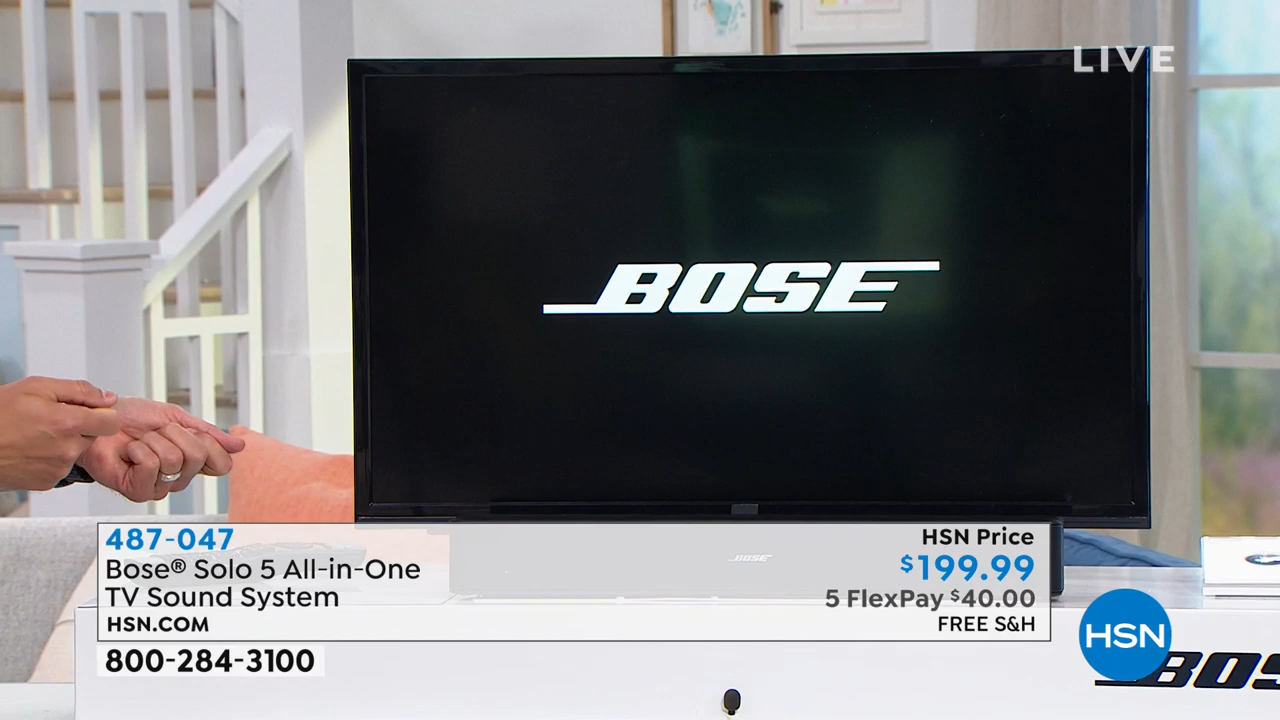 LIVE
BOSE
487-047
Bose® Solo 5 All-in-One
TV Sound System
HSN.COM
800-284-3100
HSN Price
$199.99
5 FlexPay $40.00
FREE S&H
BOSE
HSN
BOS